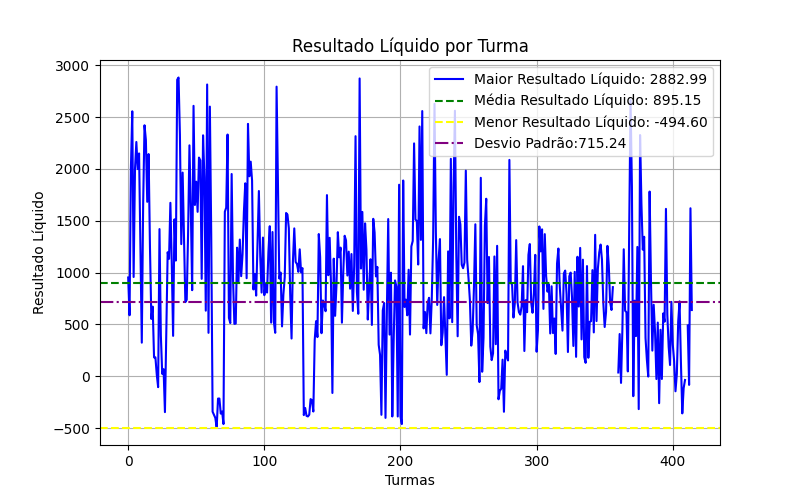 Resultado Líquido por Turma
3000
2500
2000
1500
1000
500
0
−500
Resultado Líquido
Maior Resultado Líquido: 2882.99
Média Resultado Líquido: 895.15
Menor Resultado Líquido: -494.60
Desvio Padrão:715.24
0 100 200 300 400
Turmas